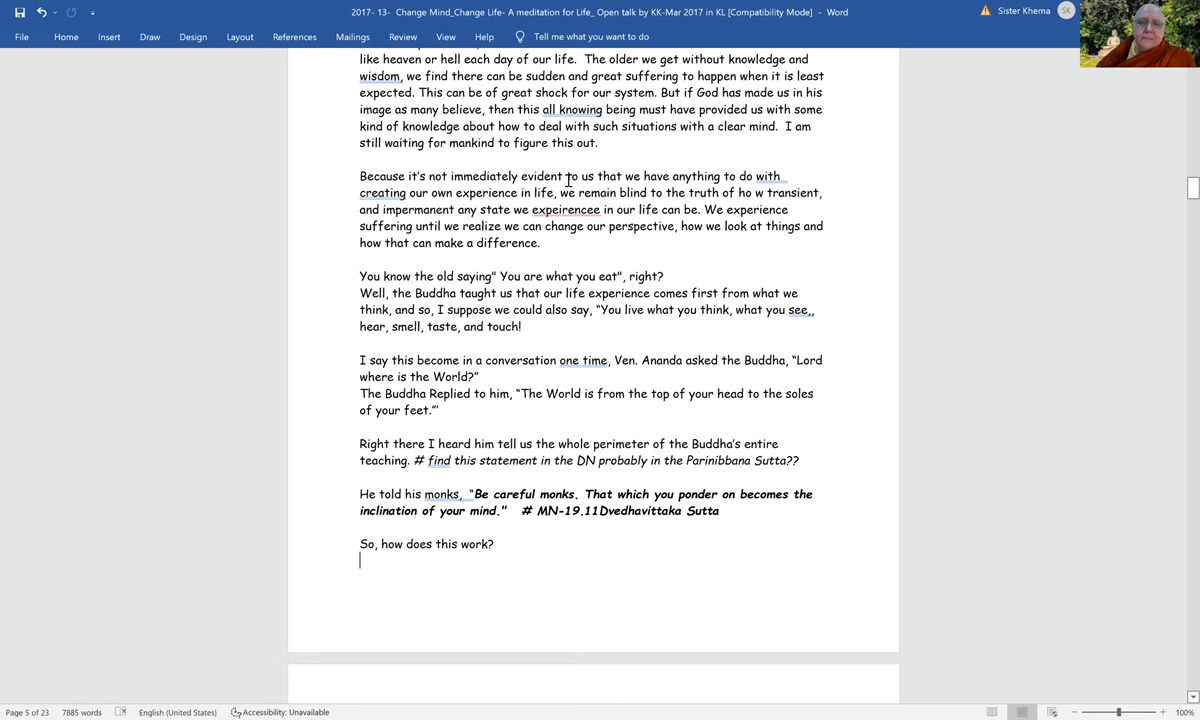 2017- 13- Change Mind_Change Life- A meditation for Life_ Open talk by KK-Mar 2017 in KL [Compatibility Mode] - Word
Sister Khema
SK
File Home Insert Draw Design Layout References Mailings Review View Help Tell me what you want to do
like heaven or hell each day of our life. The older we get without knowledge and
wisdom, we find there can be sudden and great suffering to happen when it is least
expected. This can be of great shock for our system. But if God has made us in his
image as many believe, then this all knowing being must have provided us with some
kind of knowledge about how to deal with such situations with a clear mind. I am
still waiting for mankind to figure this out.
Because it's not immediately evident to us that we have anything to do with
creating our own experience in life, we remain blind to the truth of ho w transient,
and impermanent any state we expeirencee in our life can be. We experience
suffering until we realize we can change our perspective, how we look at things and
how that can make a difference.
You know the old saying" You are what you eat", right?
Well, the Buddha taught us that our life experience comes first from what we
think, and so, I suppose we could also say, "You live what you think, what you see,,
hear, smell, taste, and touch!
I say this become in a conversation one time, Ven. Ananda asked the Buddha, "Lord
where is the World?"
The Buddha Replied to him, "The World is from the top of your head to the soles
of your feet."'
Right there I heard him tell us the whole perimeter of the Buddha's entire
teaching. # find this statement in the DN probably in the Parinibbana Sutta??
He told his monks, "Be careful monks. That which you ponder on becomes the
inclination of your mind." # MN-19.11Dvedhavittaka Sutta
So, how does this work?
Page 5 of 23 7885 words English (United States) Accessibility: Unavailable 100%